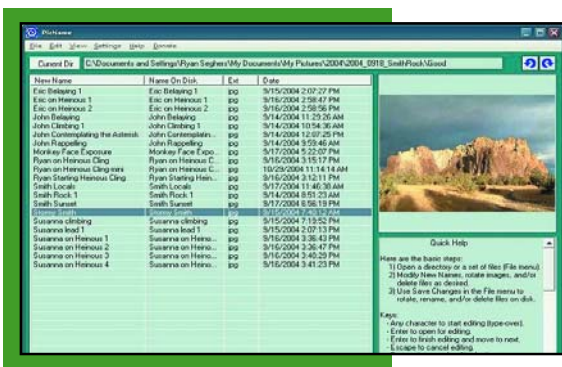 PicName
File Edit View Settings Help Donate
Current Dir C:\Documents and Settings\Ryan Seghers\My Documents\My Pictures\2004\2004_0918_SmithRock\Good
New Name Name On Disk Ext Date
Eric Belaying 1 Eric Belaying 1 jpg 9/15/2004 2:07:27 PM
Eric on Heinous 1 Eric on Heinous 1 jpg 9/16/2004 2:58:47 PM
Eric on Heinous 2 Eric on Heinous 2 jpg 9/16/2004 2:58:56 PM
John Belaying John Belaying jpg 9/14/2004 11:29:26 AM
John Climbing 1 John Climbing 1 jpg 9/14/2004 10:54:36 AM
John Contemplating the Asterisk John Contemplatin... jpg 9/14/2004 12:07:25 PM
John Rappelling John Rappelling jpg 9/14/2004 9:59:46 AM
Monkey Face Exposure Monkey Face Expo... jpg 9/17/2004 5:22:07 PM
Ryan on Heinous Cling Ryan on Heinous C... jpg 9/16/2004 3:15:17 PM
Ryan on Heinous Cling-mini Ryan on Heinous C... jpg 10/29/2004 11:14:14 AM
Ryan Starting Heinous Cling Ryan Starting Hein... jpg 9/16/2004 3:12:11 PM
Smith Locals Smith Locals jpg 9/17/2004 11:46:38 AM
Smith Rock 1 Smith Rock 1 jpg 9/14/2004 8:51:23 AM
Smith Sunset Smith Sunset jpg 9/17/2004 6:56:19 PM
Stormy Smith Stormy Smith jpg
Susanna climbing Susanna climbing jpg 9/15/2004 7:19:52 PM
Susanna lead 1 Susanna lead 1 jpg 9/15/2004 2:07:13 PM
Susanna on Heinous 1 Susanna on Heino... jpg 9/16/2004 3:36:43 PM
Susanna on Heinous 2 Susanna on Heino... jpg 9/16/2004 3:36:47 PM
Susanna on Heinous 3 Susanna on Heino... jpg 9/16/2004 3:40:29 PM
Susanna on Heinous 4 Susanna on Heino... jpg 9/16/2004 3:41:23 PM
Quick Help
Here are the basic steps:
1) Open a directory or a set of files (File menu)
2) Modify New Names, rotate images, and/or
delete files as desired.
3) Use Save Changes in the File menu to
rotate, rename, and/or delete files on disk.
Keys:
- Any character to start editing (type-over).
- Enter to open for editing.
- Enter to finish editing and move to next.
- Escape to cancel editing.